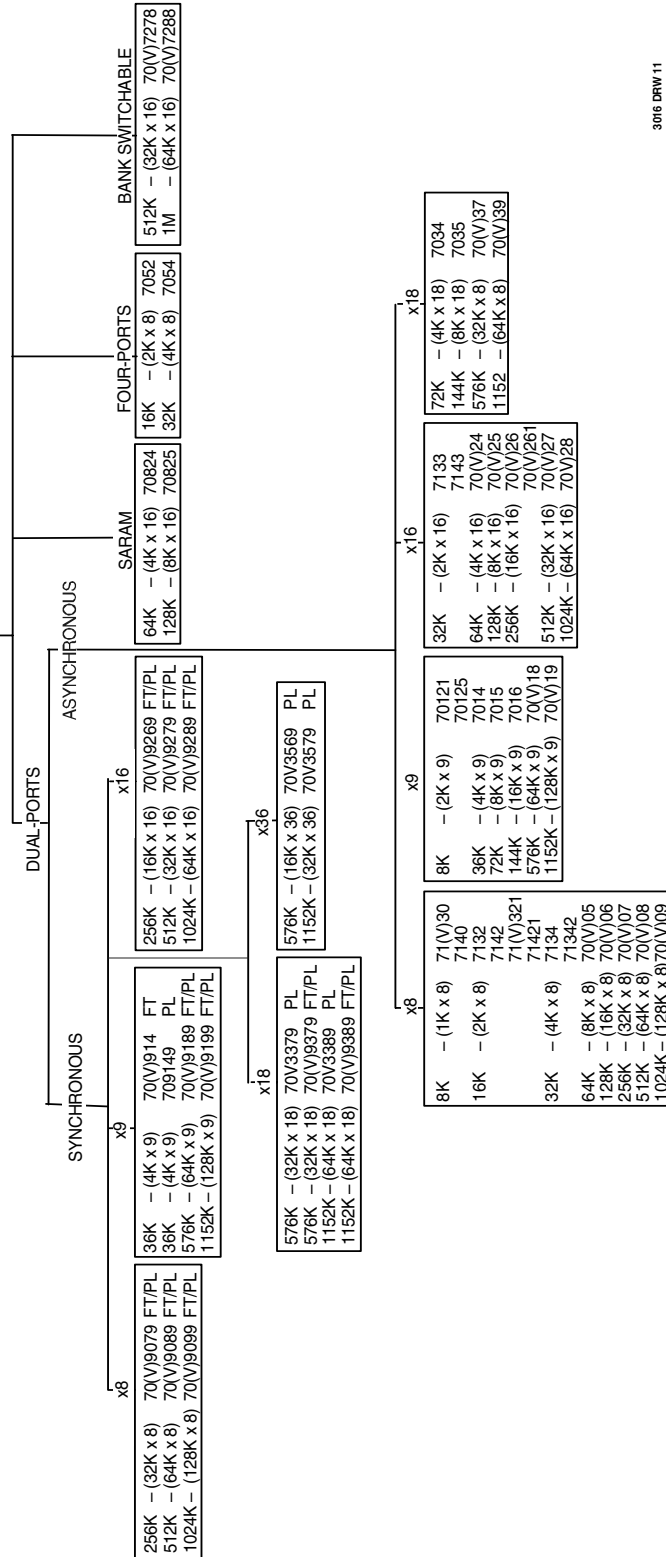 DUAL-PORTS
SYNCHRONOUS
ASYNCHRONOUS
SARAM
64K – (4K x 16) 70824
128K – (8K x 16) 70825
FOUR-PORTS
16K – (2K x 8) 7052
32K – (4K x 8) 7054
BANK SWITCHABLE
512K – (32K x 16) 70(V)7278
1M – (64K x 16) 70(V)7288
x8
256K – (32K x 8) 70(V)9079 FT/PL
512K – (64K x 8) 70(V)9089 FT/PL
1024K – (128K x 8) 70(V)9099 FT/PL
x9
36K – (4K x 9) 70(V)914 FT
36K – (4K x 9) 709149 PL
576K – (64K x 9) 70(V)9189 FT/PL
1152K – (128K x 9) 70(V)9199 FT/PL
x16
256K – (16K x 16) 70(V)9269 FT/PL
512K – (32K x 16) 70(V)9279 FT/PL
1024K – (64K x 16) 70(V)9289 FT/PL
x18
576K – (32K x 18) 70V3379 PL
576K – (32K x 18) 70(V)9379 FT/PL
1152K – (64K x 18) 70V3389 PL
1152K – (64K x 18) 70(V)9389 FT/PL
x36
576K – (16K x 36) 70V3569 PL
1152K – (32K x 36) 70V3579 PL
x8
8K – (1K x 8) 71(V)30
7140
16K – (2K x 8) 7132
7142
71(V)321
71421
32K – (4K x 8) 7134
71342
64K – (8K x 8) 70(V)05
128K – (16K x 8) 70(V)06
256K – (32K x 8) 70(V)07
512K – (64K x 8) 70(V)08
1024K – (128K x 8) 70(V)09
x9
8K – (2K x 9) 70121
70125
36K – (4K x 9) 7014
72K – (8K x 9) 7015
144K – (16K x 9) 7016
576K – (64K x 9) 70(V)18
1152K – (128K x 9) 70(V)19
x16
32K – (2K x 16) 7133
7143
64K – (4K x 16) 70(V)24
128K – (8K x 16) 70(V)25
256K – (16K x 16) 70(V)26
70(V)261
512K – (32K x 16) 70(V)27
1024K – (64K x 16) 70V)28
x18
72K – (4K x 18) 7034
144K – (8K x 18) 7035
576K – (32K x 8) 70(V)37
1152 – (64K x 8) 70(V)39
3016 DRW 11